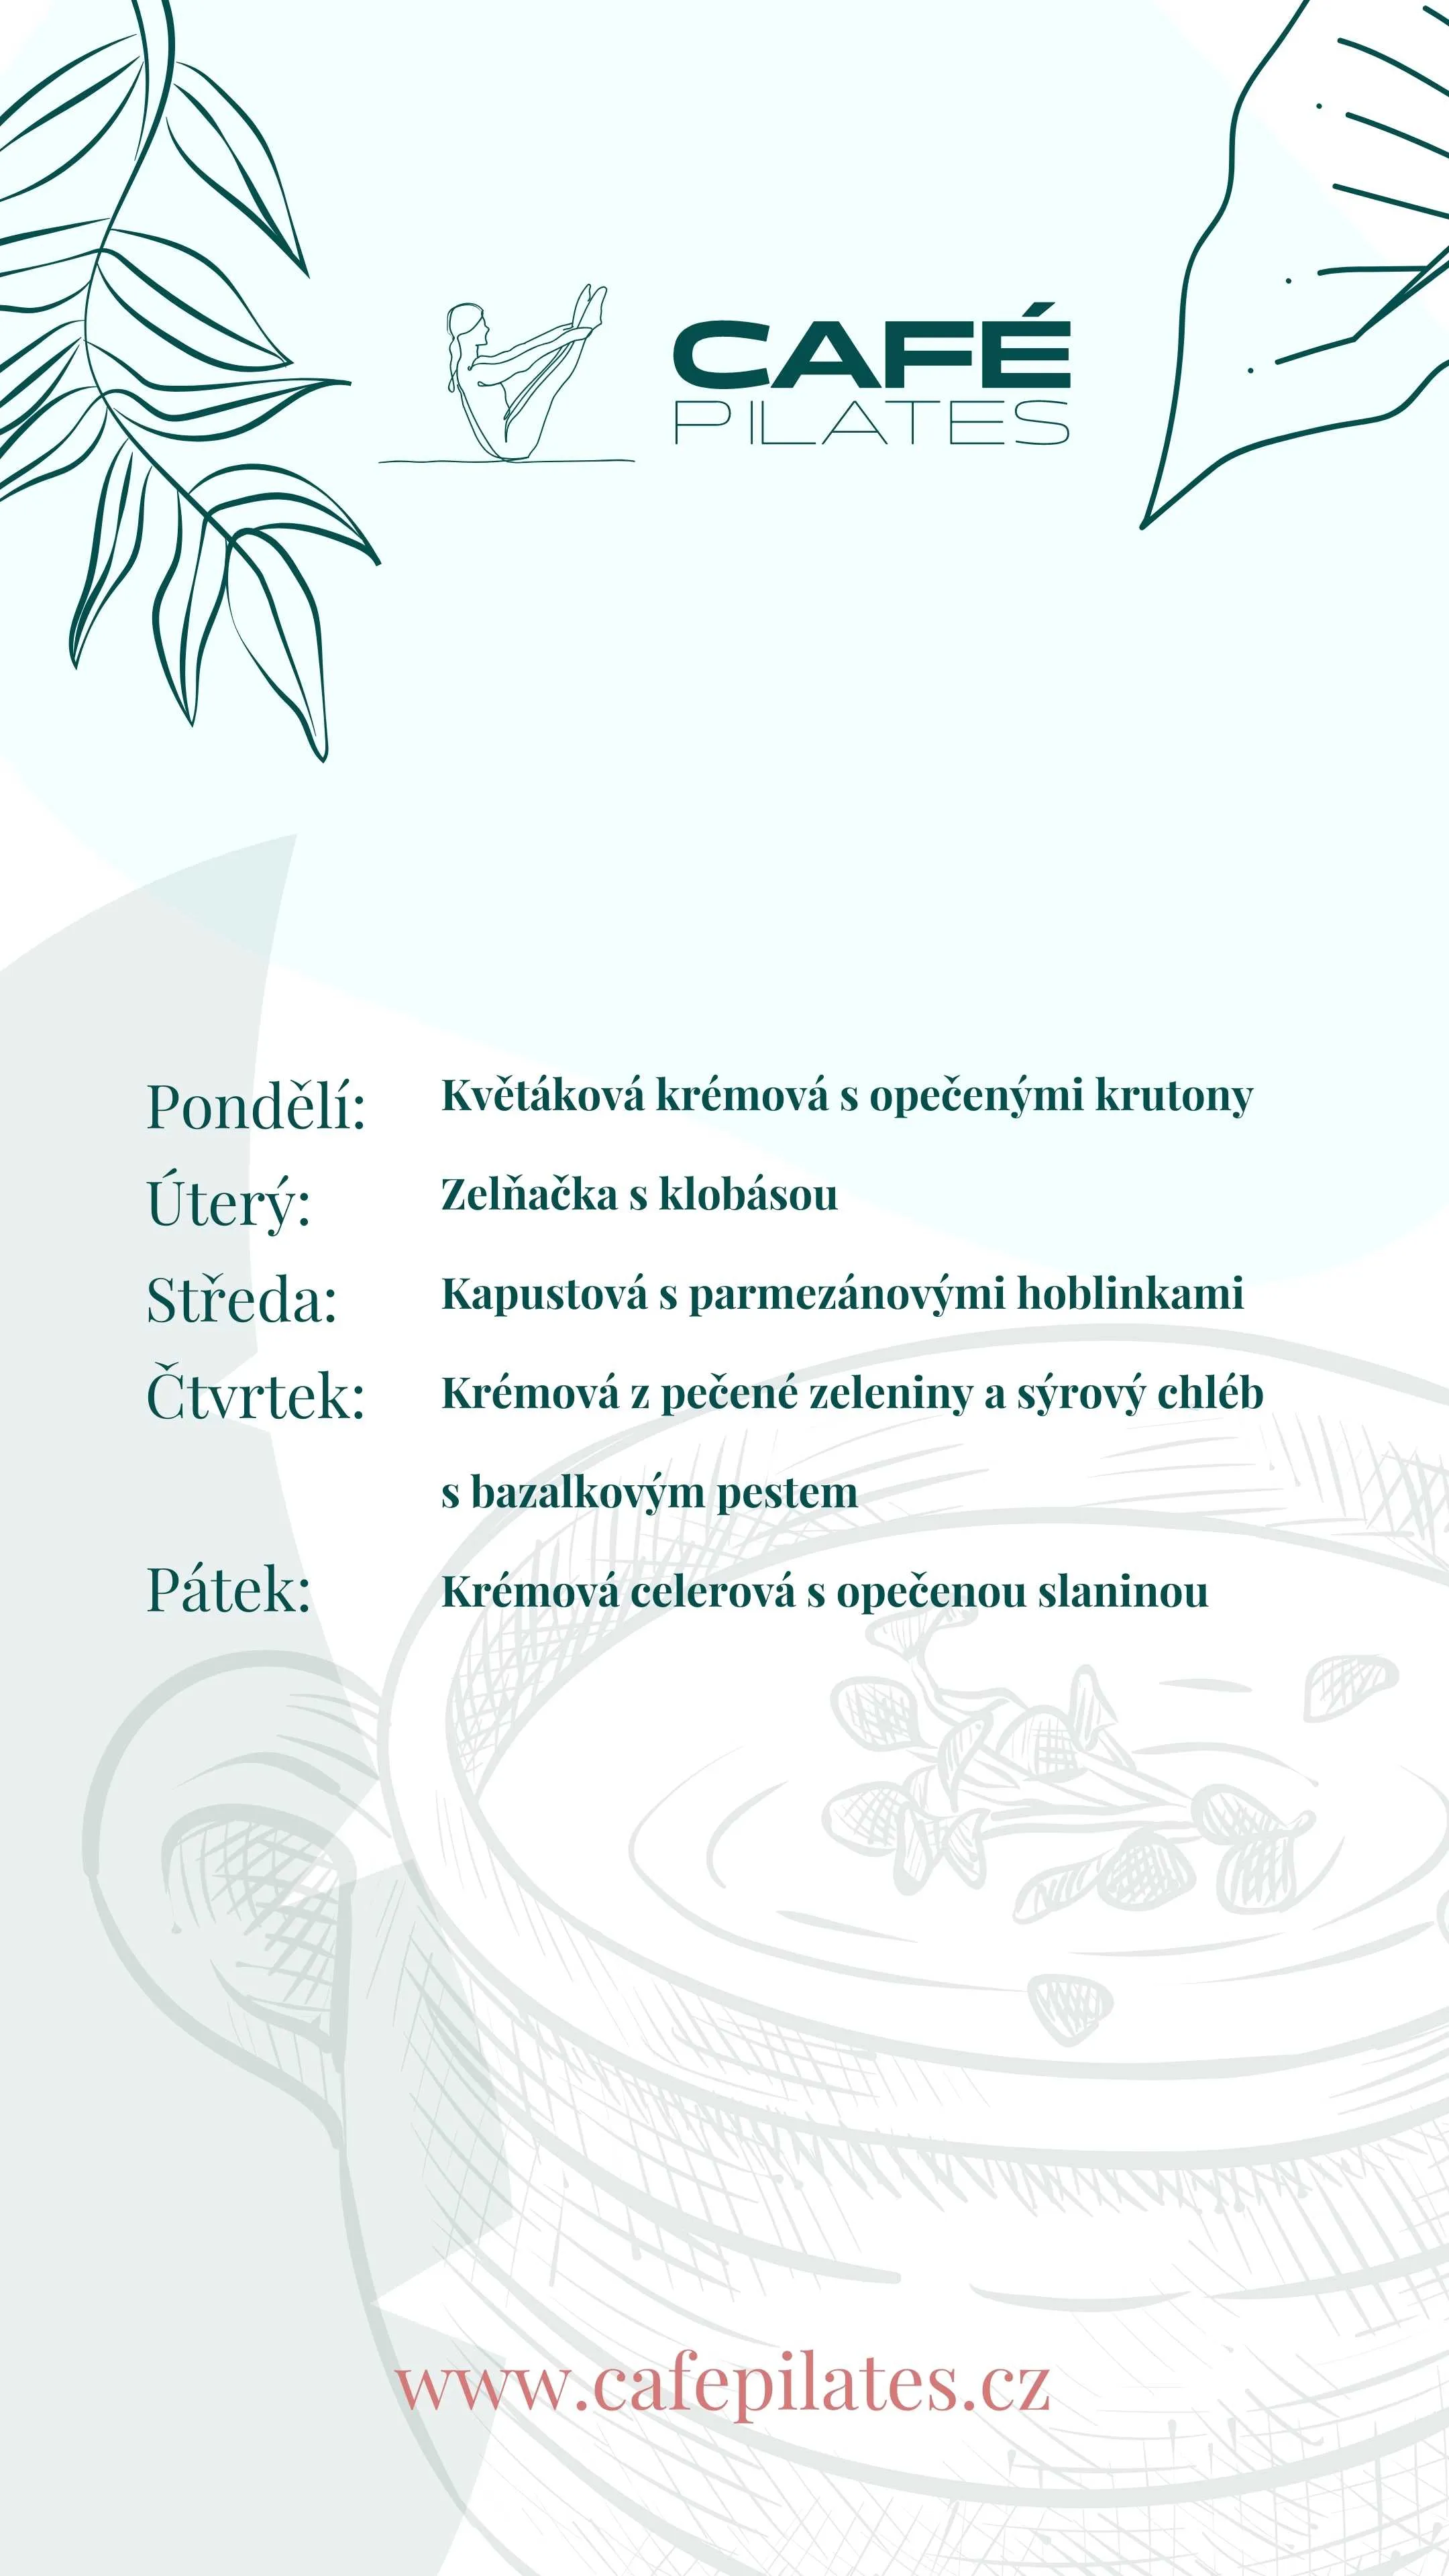 CAFÉ
PILATES
Pondělí: Květáková krémová s opečenými krutony
Úterý: Zelňačka s klobásou
Středa: Kapustová s parmezánovými hoblinkami
Čtvrtek: Krémová z pečené zeleniny a sýrový chléb
s bazalkovým pestem
Pátek: Krémová celerová s opečenou slaninou
www.cafepilates.cz